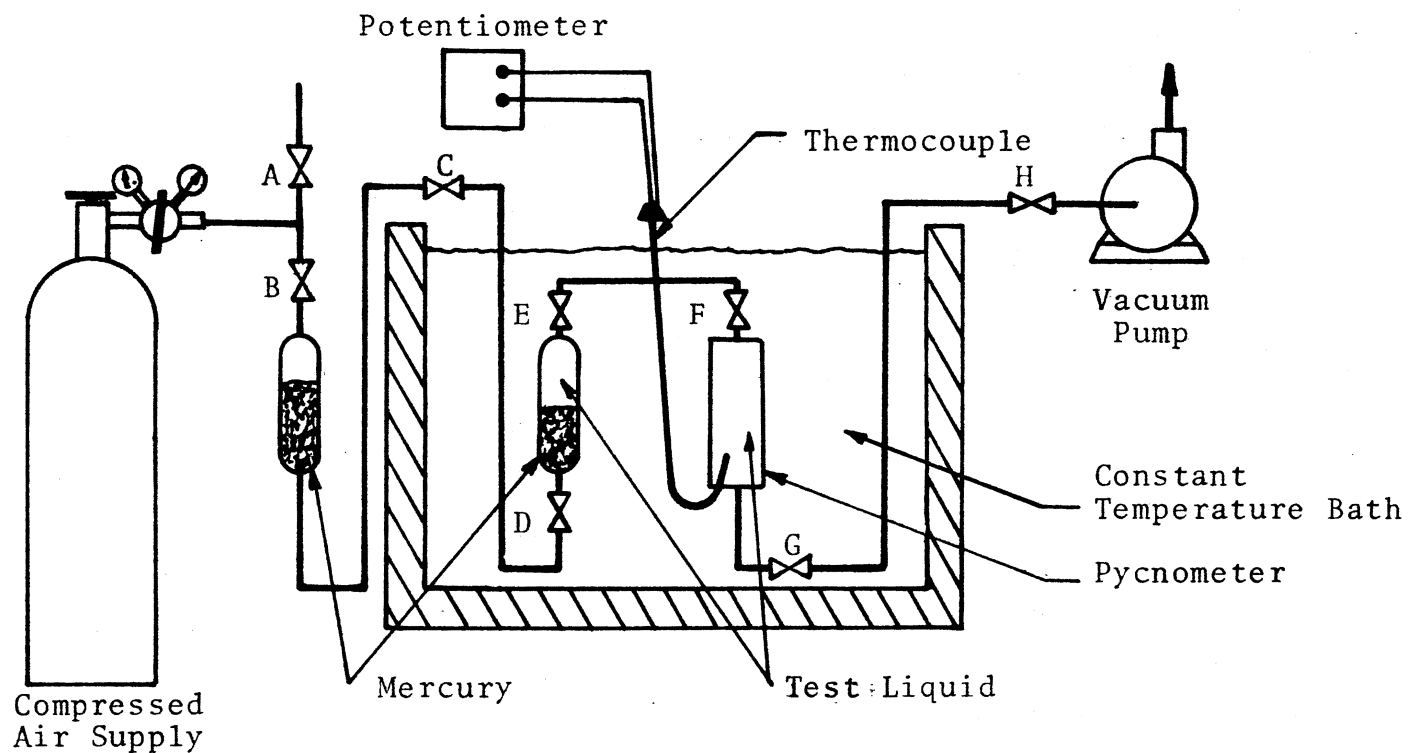 Potentiometer
Thermocouple
A
C
H
B
E
F
Vacuum
Pump
D
G
Constant
Temperature Bath
Pycnometer
Mercury
Test Liquid
Compressed
Air Supply